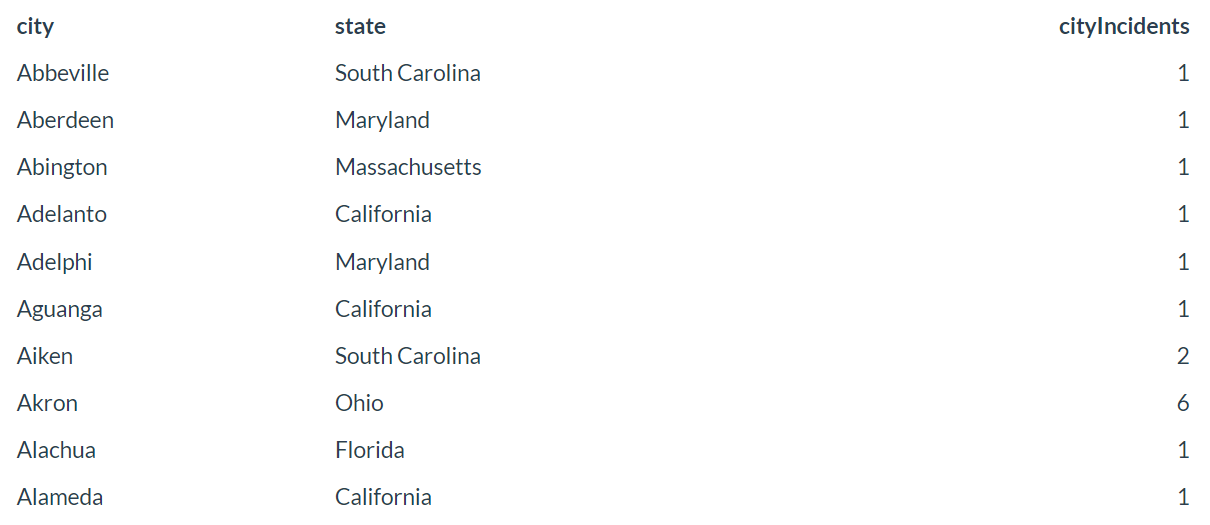 city state cityIncidents
Abbeville South Carolina 1
Aberdeen Maryland 1
Abington Massachusetts 1
Adelanto California 1
Adelphi Maryland 1
Aguanga California 1
Aiken South Carolina 2
Akron Ohio 6
Alachua Florida 1
Alameda California 1